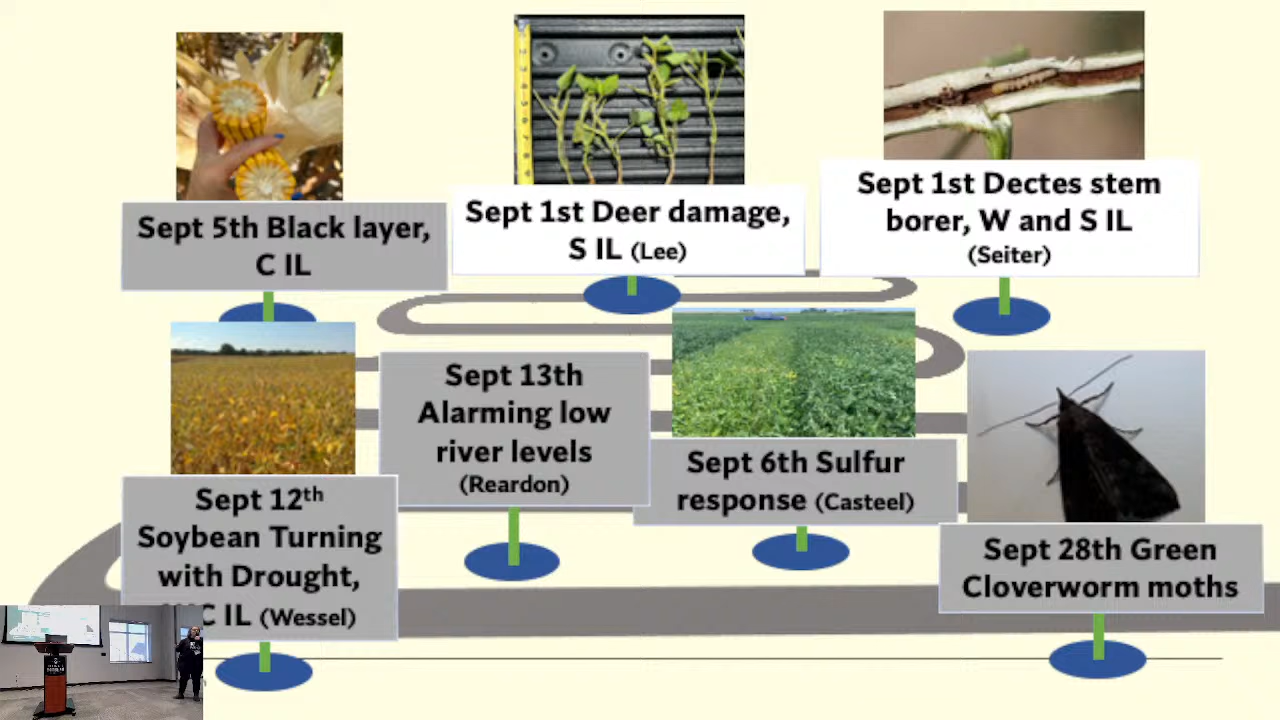 Sept 5th Black layer,
C IL
Sept 1st Deer damage,
S IL (Lee)
Sept 1st Dectes stem
borer, W and S IL
(Seiter)
Sept 12th
Soybean Turning
with Drought,
C IL (Wessel)
Sept 13th
Alarming low
river levels
(Reardon)
Sept 6th Sulfur
response (Casteel)
Sept 28th Green
Cloverworm moths